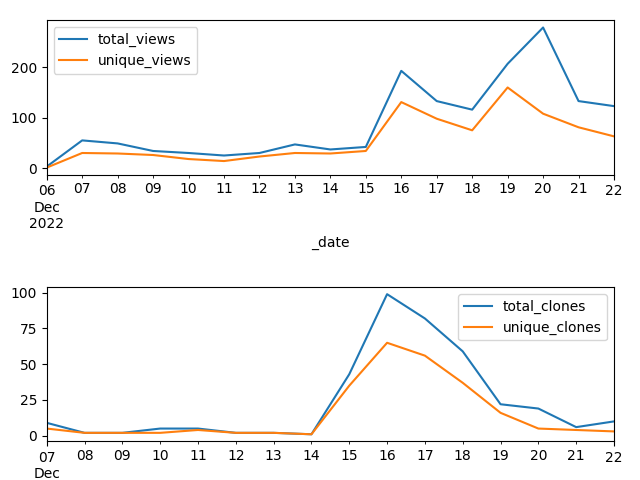 total_views
unique_views
200
100
0
06 07 08 09 10 11 12 13 14 15 16 17 18 19 20 21 22
Dec
2022
_date
total_clones
unique_clones
100
75
50
25
0
07 08 09 10 11 12 13 14 15 16 17 18 19 20 21 22
Dec